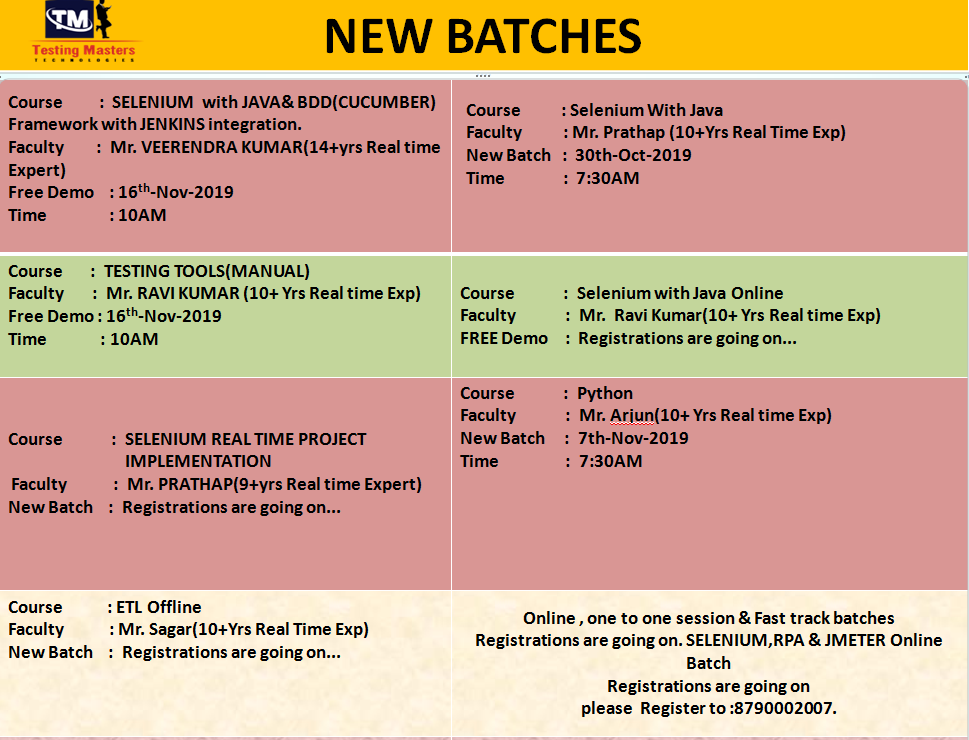 TM
Testing Masters
TECHNOLOGIES
NEW BATCHES
Course : SELENIUM with JAVA& BDD(CUCUMBER)
Framework with JENKINS integration.
Faculty : Mr. VEERENDRA KUMAR(14+yrs Real time
Expert)
Free Demo : 16th-Nov-2019
Time : 10AM
Course : Selenium With Java
Faculty : Mr. Prathap (10+Yrs Real Time Exp)
New Batch : 30th-Oct-2019
Time : 7:30AM
Course : TESTING TOOLS(MANUAL)
Faculty : Mr. RAVI KUMAR (10+ Yrs Real time Exp)
Free Demo : 16th-Nov-2019
Time : 10AM
Course : Selenium with Java Online
Faculty : Mr. Ravi Kumar(10+ Yrs Real time Exp)
FREE Demo : Registrations are going on...
Course : SELENIUM REAL TIME PROJECT
IMPLEMENTATION
Faculty : Mr. PRATHAP(9+yrs Real time Expert)
New Batch : Registrations are going on...
Course : Python
Faculty : Mr. Arjun(10+ Yrs Real time Exp)
New Batch : 7th-Nov-2019
Time : 7:30AM
Course : ETL Offline
Faculty : Mr. Sagar(10+Yrs Real Time Exp)
New Batch : Registrations are going on...
Online , one to one session & Fast track batches
Registrations are going on. SELENIUM,RPA & JMETER Online
Batch
Registrations are going on
please Register to :8790002007.